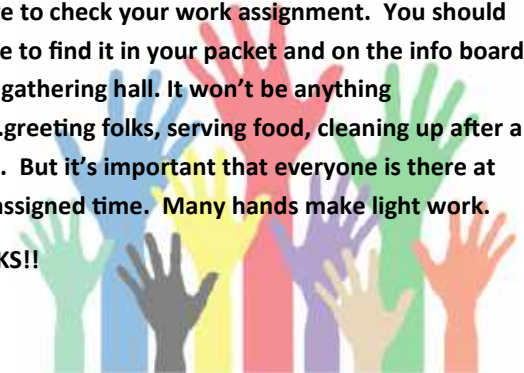 re to check your work assignment.  You should
e to find it in your packet and on the info board
gathering hall. It won't be anything
.greeting folks, serving food, cleaning up after a
.  But it's important that everyone is there at
assigned time.  Many hands make light work.
KS!!